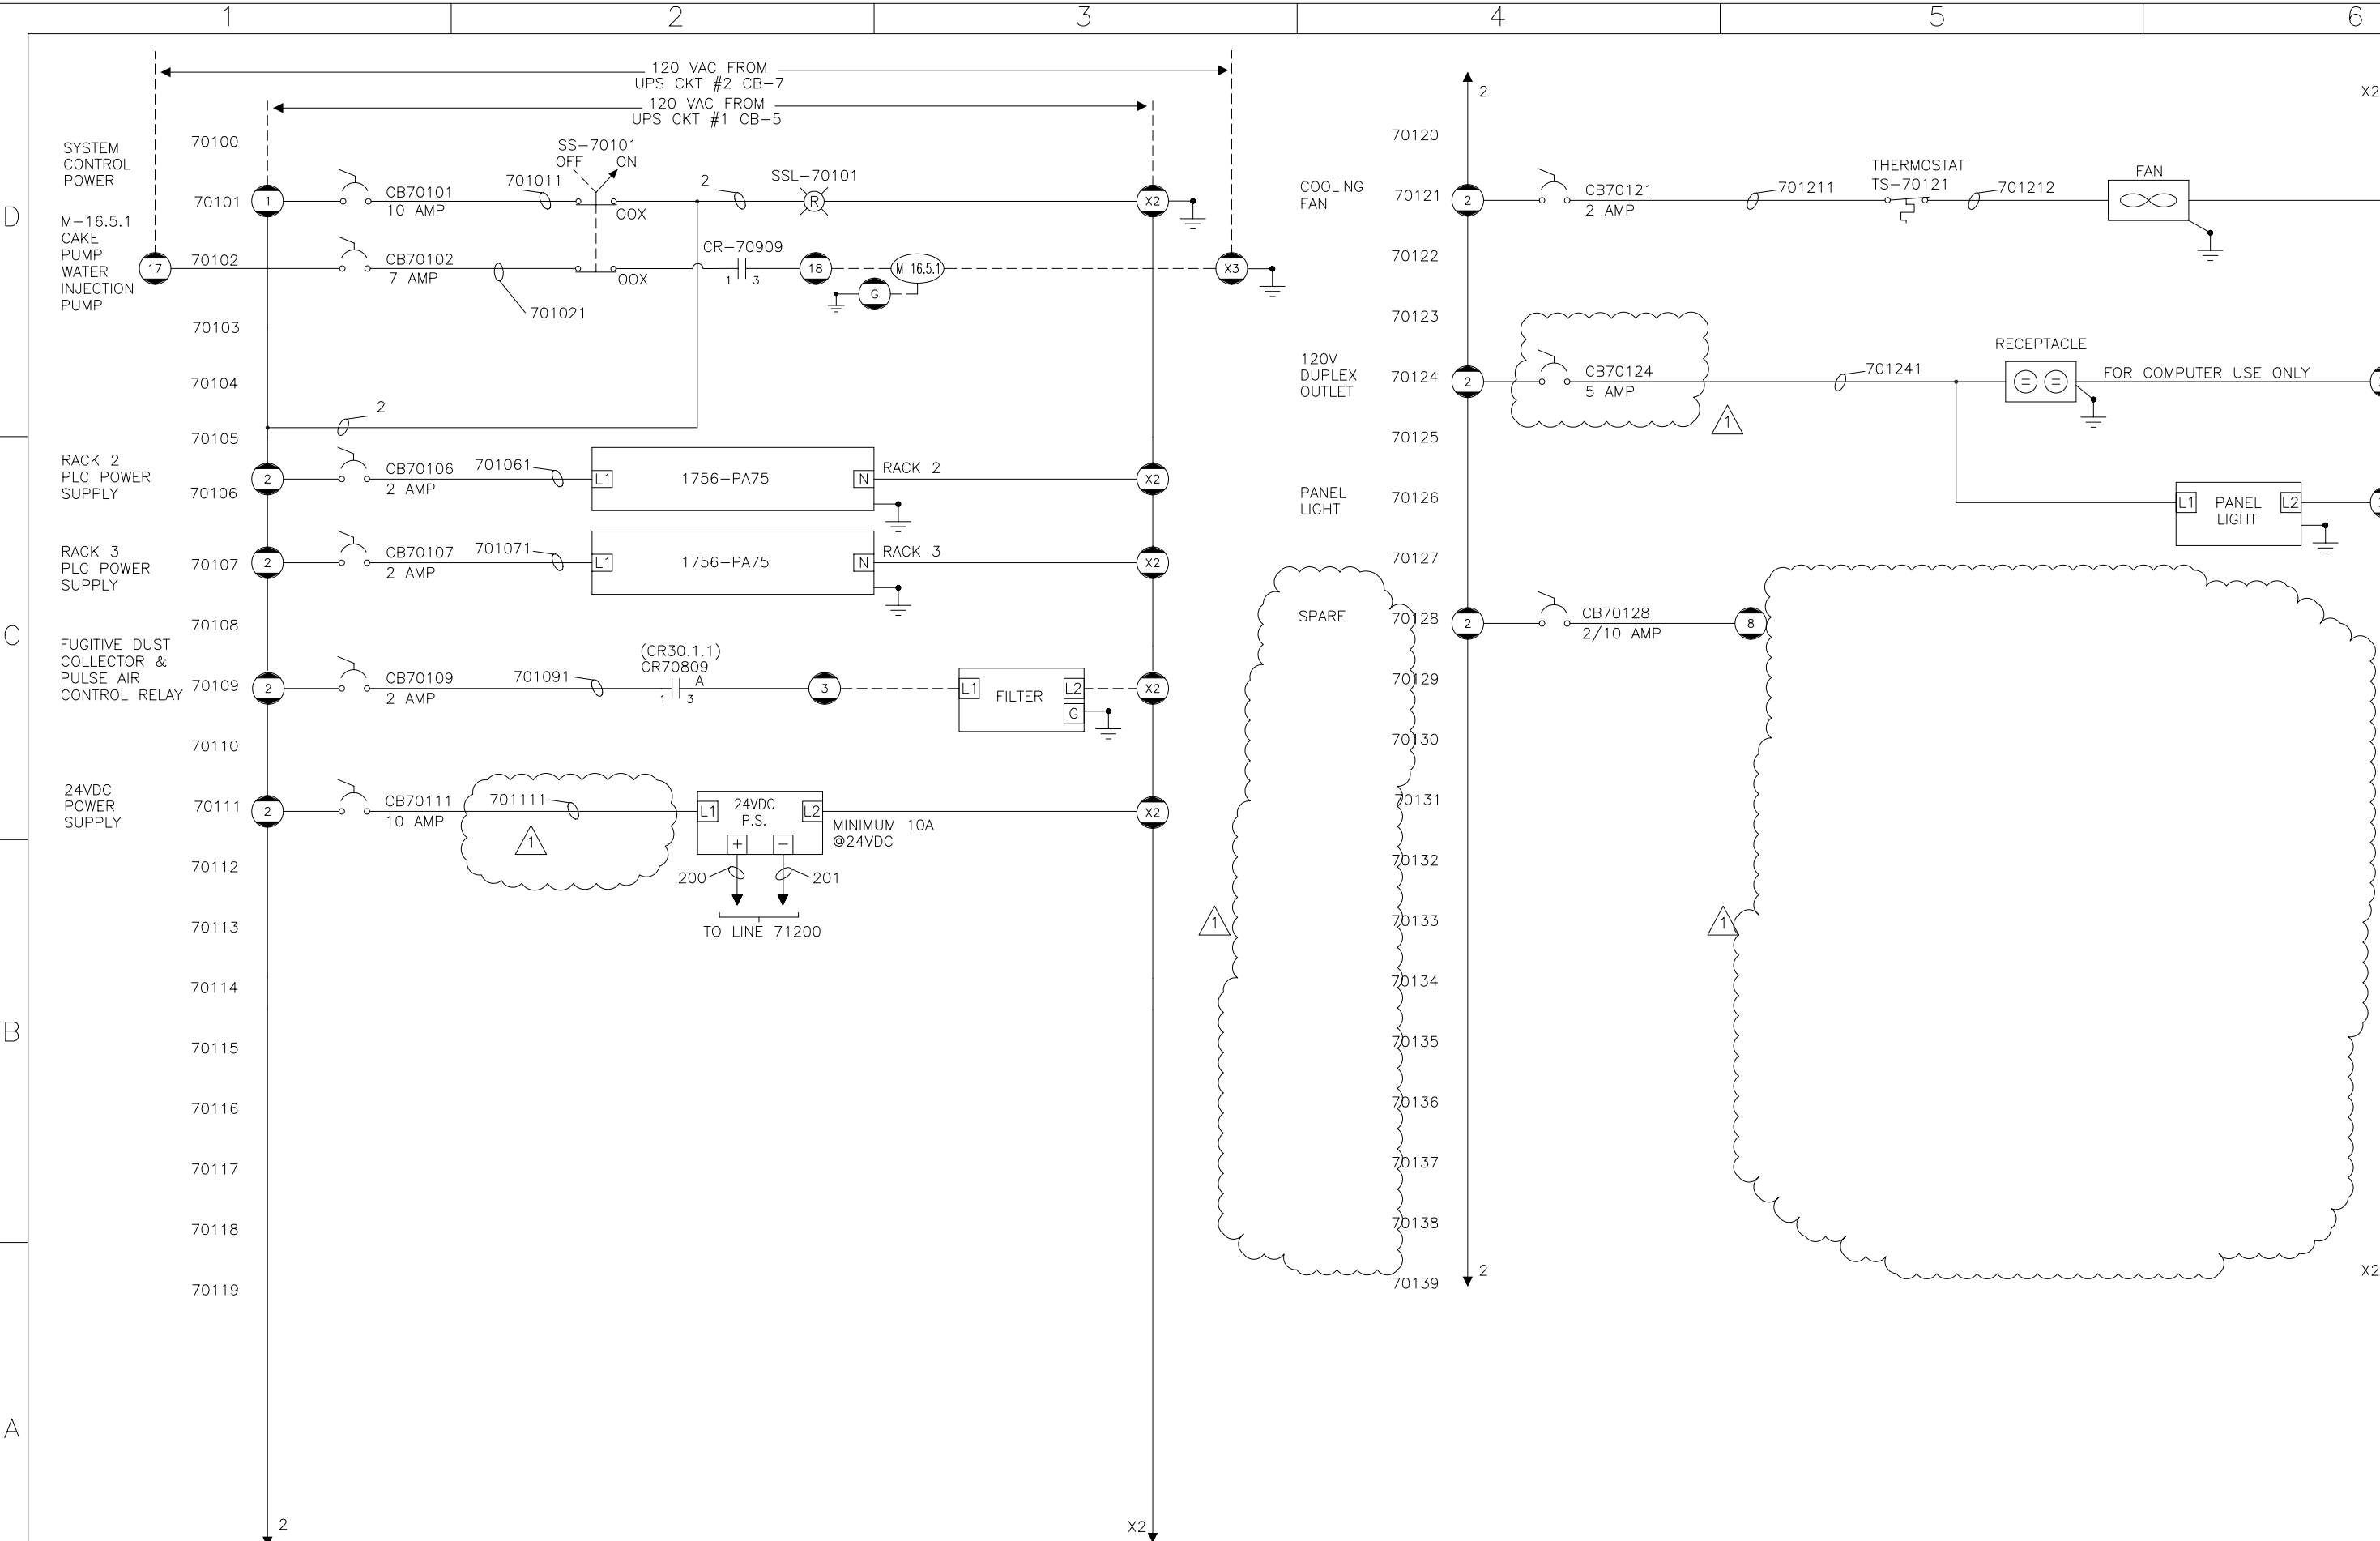 1 2 3 4 5 6
120 VAC FROM
UPS CKT #2 CB-7
120 VAC FROM
UPS CKT #1 CB-5
D
SYSTEM
CONTROL
POWER
70100
SS-70101
OFF ON
70101
1
CB70101
10 AMP
701011
OOX
2
SSL-70101
R
X2
M-16.5.1
CAKE
PUMP
WATER
INJECTION
PUMP
17
70102
CB70102
7 AMP
701021
OOX
CR-70909
1 3
18
M 16.5.1
G
X3
70103
70104
2
70105
RACK 2
PLC POWER
SUPPLY
70106
2
CB70106
2 AMP
701061
L1
1756-PA75
N
RACK 2
X2
RACK 3
PLC POWER
SUPPLY
70107
2
CB70107
2 AMP
701071
L1
1756-PA75
N
RACK 3
X2
C
70108
FUGITIVE DUST
COLLECTOR &
PULSE AIR
CONTROL RELAY
70109
2
CB70109
2 AMP
701091
(CR30.1.1)
CR70809
A
1 3
3
L1
FILTER
L2
G
X2
70110
24VDC
POWER
SUPPLY
70111
2
CB70111
10 AMP
701111
1
L1
24VDC
P.S.
L2
+ −
MINIMUM 10A
@24VDC
X2
200
201
TO LINE 71200
70112
70113
B
70114
70115
70116
70117
70118
70119
A
2
X2
2
X2
70120
COOLING
FAN
70121
2
CB70121
2 AMP
701211
THERMOSTAT
TS-70121
701212
FAN
70122
70123
120V
DUPLEX
OUTLET
70124
2
CB70124
5 AMP
1
701241
RECEPTACLE
= =
FOR COMPUTER USE ONLY
70125
PANEL
LIGHT
70126
L1
PANEL
LIGHT
L2
70127
SPARE
70128
2
CB70128
2/10 AMP
8
70129
70130
70131
70132
1
70133
1
70134
70135
70136
70137
70138
70139
2
X2